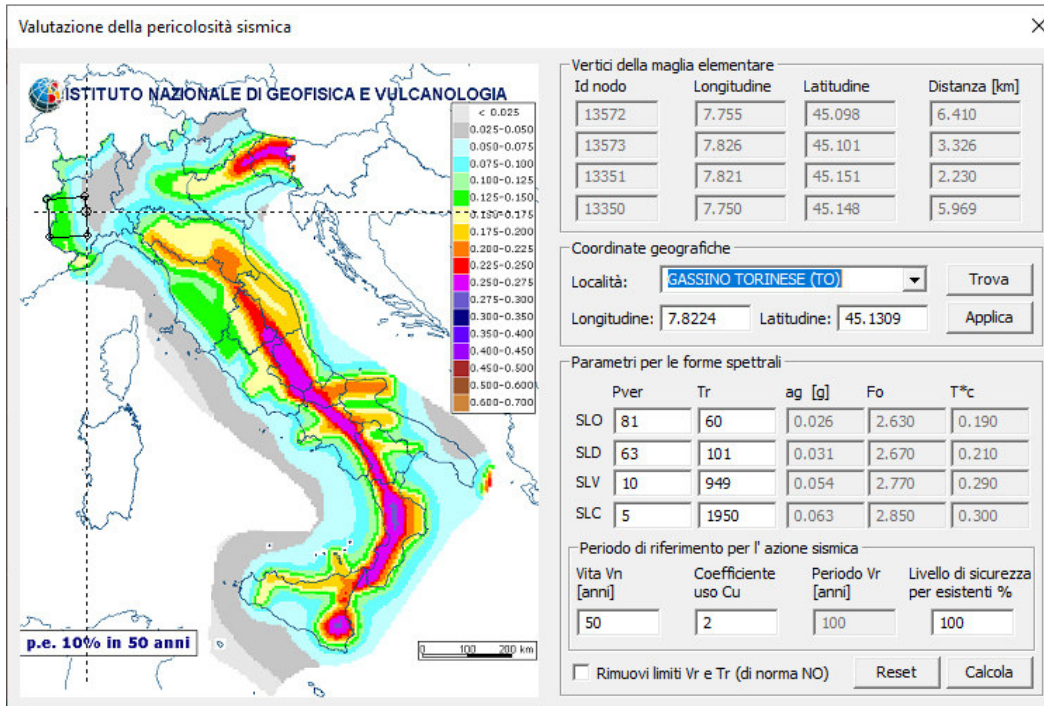 Valutazione della pericolosità sismica
ISTITUTO NAZIONALE DI GEOFISICA E VULCANOLOGIA
< 0.025
0.025-0.050
0.050-0.075
0.075-0.100
0.100-0.125
0.125-0.150
0.150-0.175
0.175-0.200
0.200-0.225
0.225-0.250
0.250-0.275
0.275-0.300
0.300-0.350
0.350-0.400
0.400-0.450
0.450-0.500
0.500-0.600
0.600-0.700
p.e. 10% in 50 anni
0 100 200 km
Vertici della maglia elementare
Id nodo Longitudine Latitudine Distanza [km]
13572 7.755 45.098 6.410
13573 7.826 45.101 3.326
13351 7.821 45.151 2.230
13350 7.750 45.148 5.969
Coordinate geografiche
Località: GASSINO TORINESE (TO) Trova
Longitudine: 7.8224 Latitudine: 45.1309 Applica
Parametri per le forme spettrali
Pver Tr ag [g] Fo T*c
SLO 81 60 0.026 2.630 0.190
SLD 63 101 0.031 2.670 0.210
SLV 10 949 0.054 2.770 0.290
SLC 5 1950 0.063 2.850 0.300
Periodo di riferimento per l' azione sismica
Vita Vn Coefficiente Periodo Vr Livello di sicurezza
[anni] uso Cu [anni] per esistenti %
50 2 100 100
Rimuovi limiti Vr e Tr (di norma NO) Reset Calcola